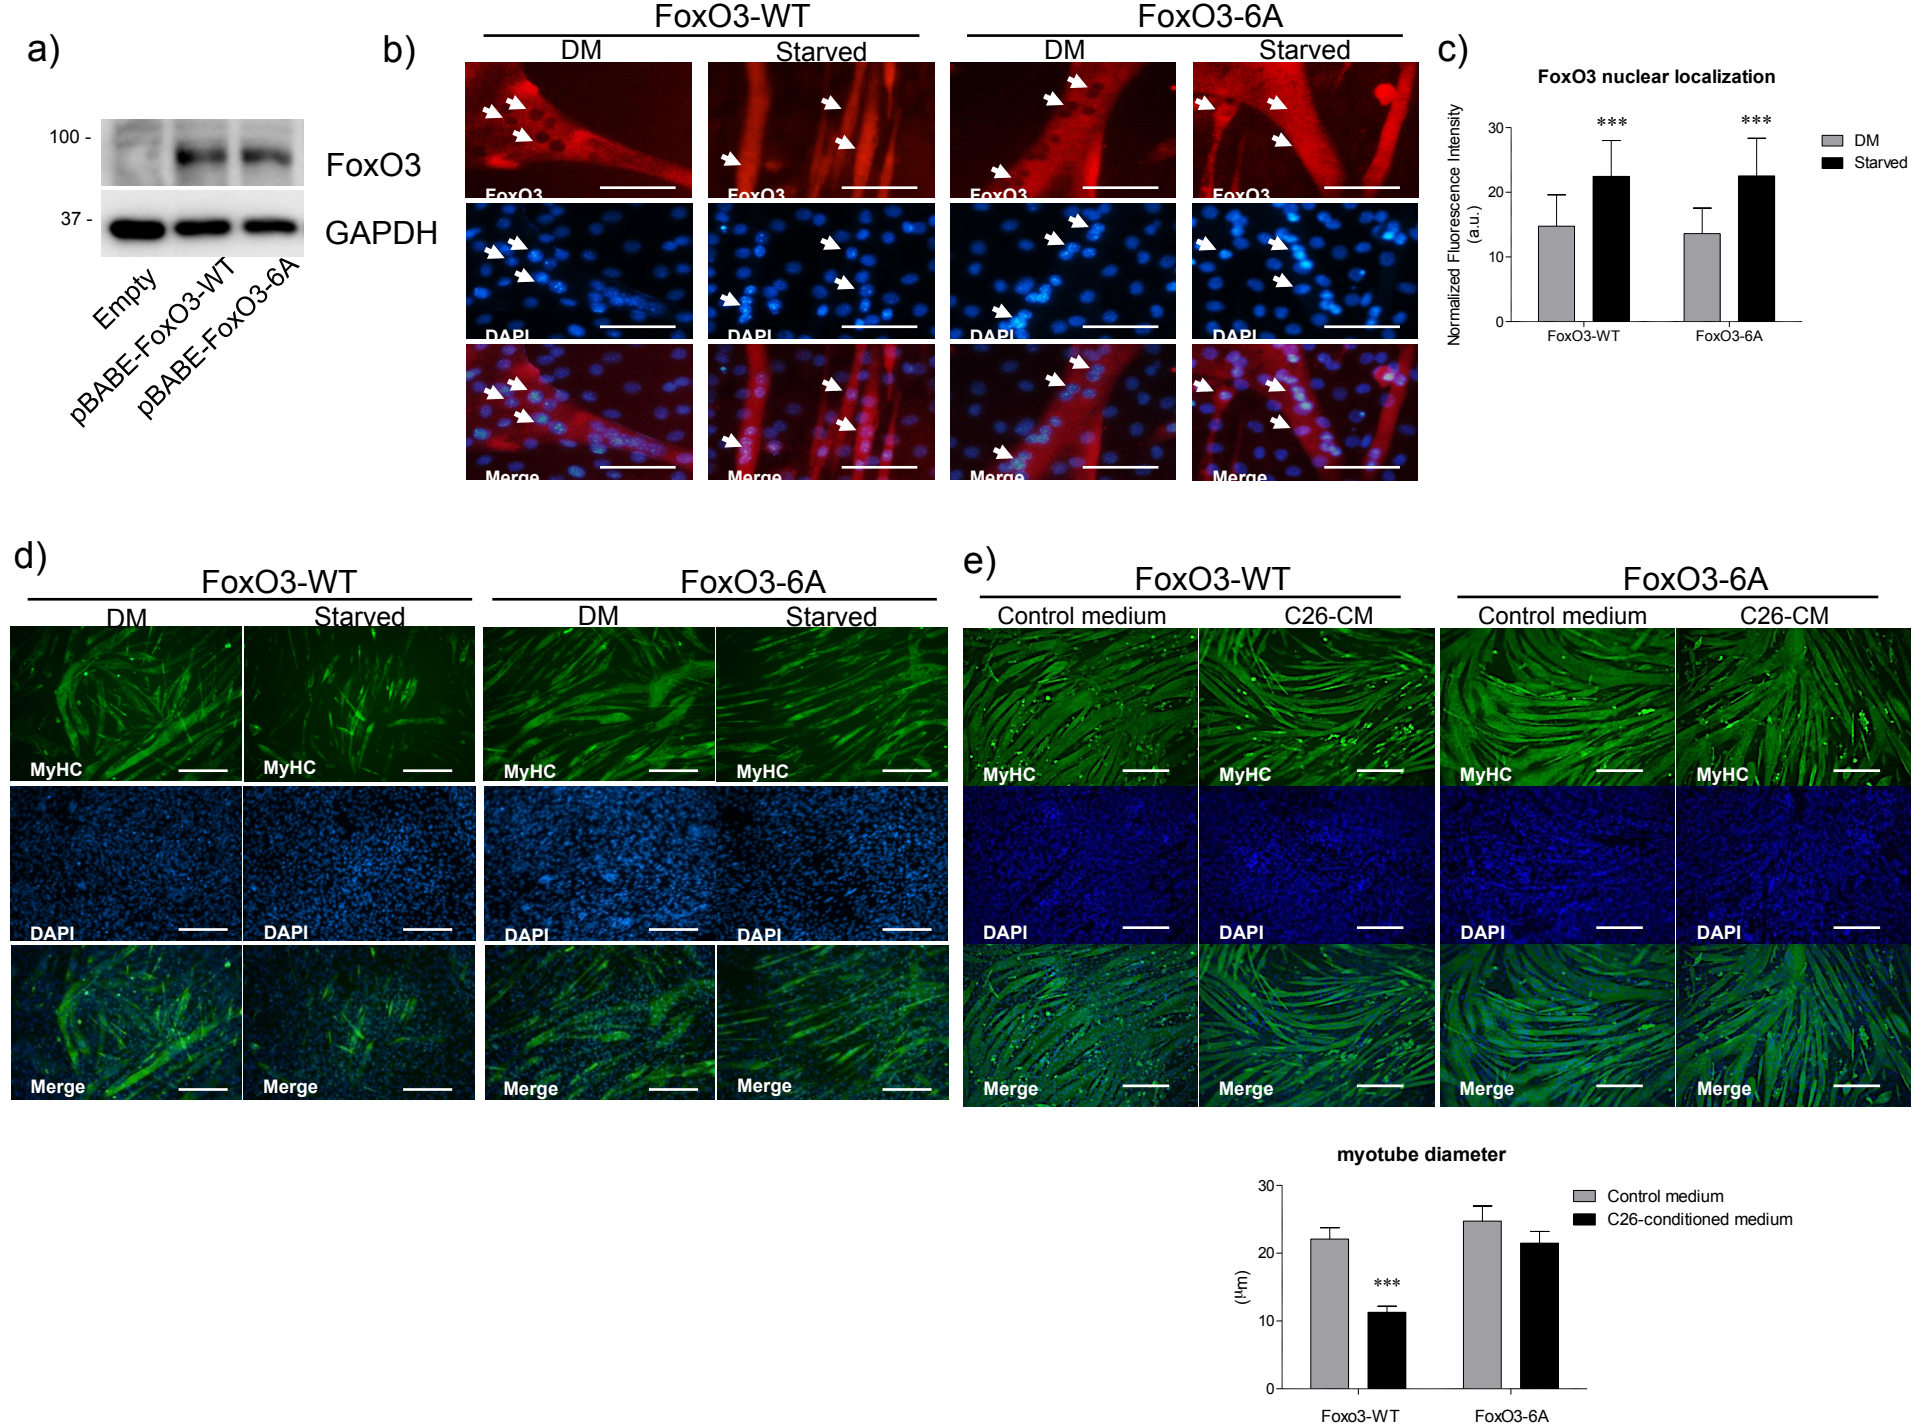 a)
100 -
37 -
FoxO3
GAPDH
Empty
pBABE-FoxO3-WT
pBABE-FoxO3-6A
b)
FoxO3-WT
FoxO3-6A
DM
Starved
DM
Starved
FoxO3
FoxO3
FoxO3
FoxO3
DAPI
DAPI
DAPI
DAPI
Merge
Merge
Merge
Merge
c)
FoxO3 nuclear localization
Normalized Fluorescence Intensity
(a.u.)
30
20
10
0
***
***
DM
Starved
FoxO3-WT
FoxO3-6A
d)
FoxO3-WT
FoxO3-6A
DM
Starved
DM
Starved
MyHC
MyHC
MyHC
MyHC
DAPI
DAPI
DAPI
DAPI
Merge
Merge
Merge
Merge
e)
FoxO3-WT
FoxO3-6A
Control medium
C26-CM
Control medium
C26-CM
MyHC
MyHC
MyHC
MyHC
DAPI
DAPI
DAPI
DAPI
Merge
Merge
Merge
Merge
myotube diameter
(µm)
30
20
10
0
***
Control medium
C26-conditioned medium
Foxo3-WT
FoxO3-6A